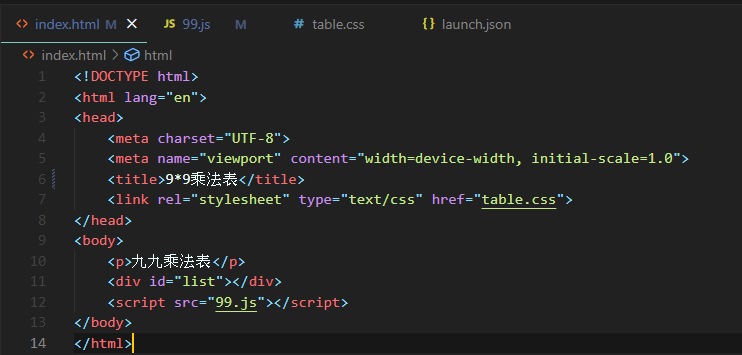 index.html M
99.js M
table.css
launch.json
index.html > html
1 <!DOCTYPE html>
2 <html lang="en">
3 <head>
4 <meta charset="UTF-8">
5 <meta name="viewport" content="width=device-width, initial-scale=1.0">
6 <title>9*9乘法表</title>
7 <link rel="stylesheet" type="text/css" href="table.css">
8 </head>
9 <body>
10 <p>九九乘法表</p>
11 <div id="list"></div>
12 <script src="99.js"></script>
13 </body>
14 </html>